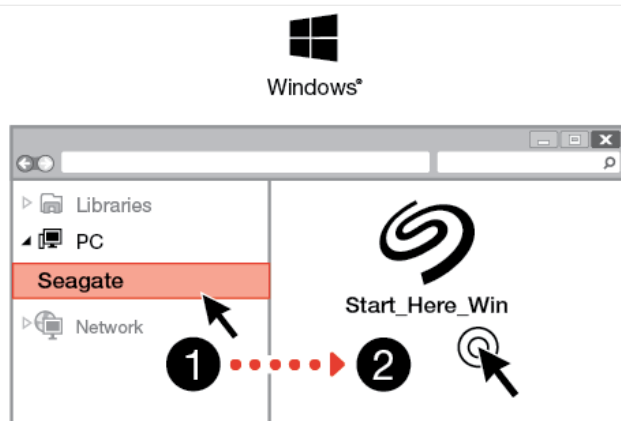 Windows®
Libraries
PC
Seagate
Start_Here_Win
Network
1
2